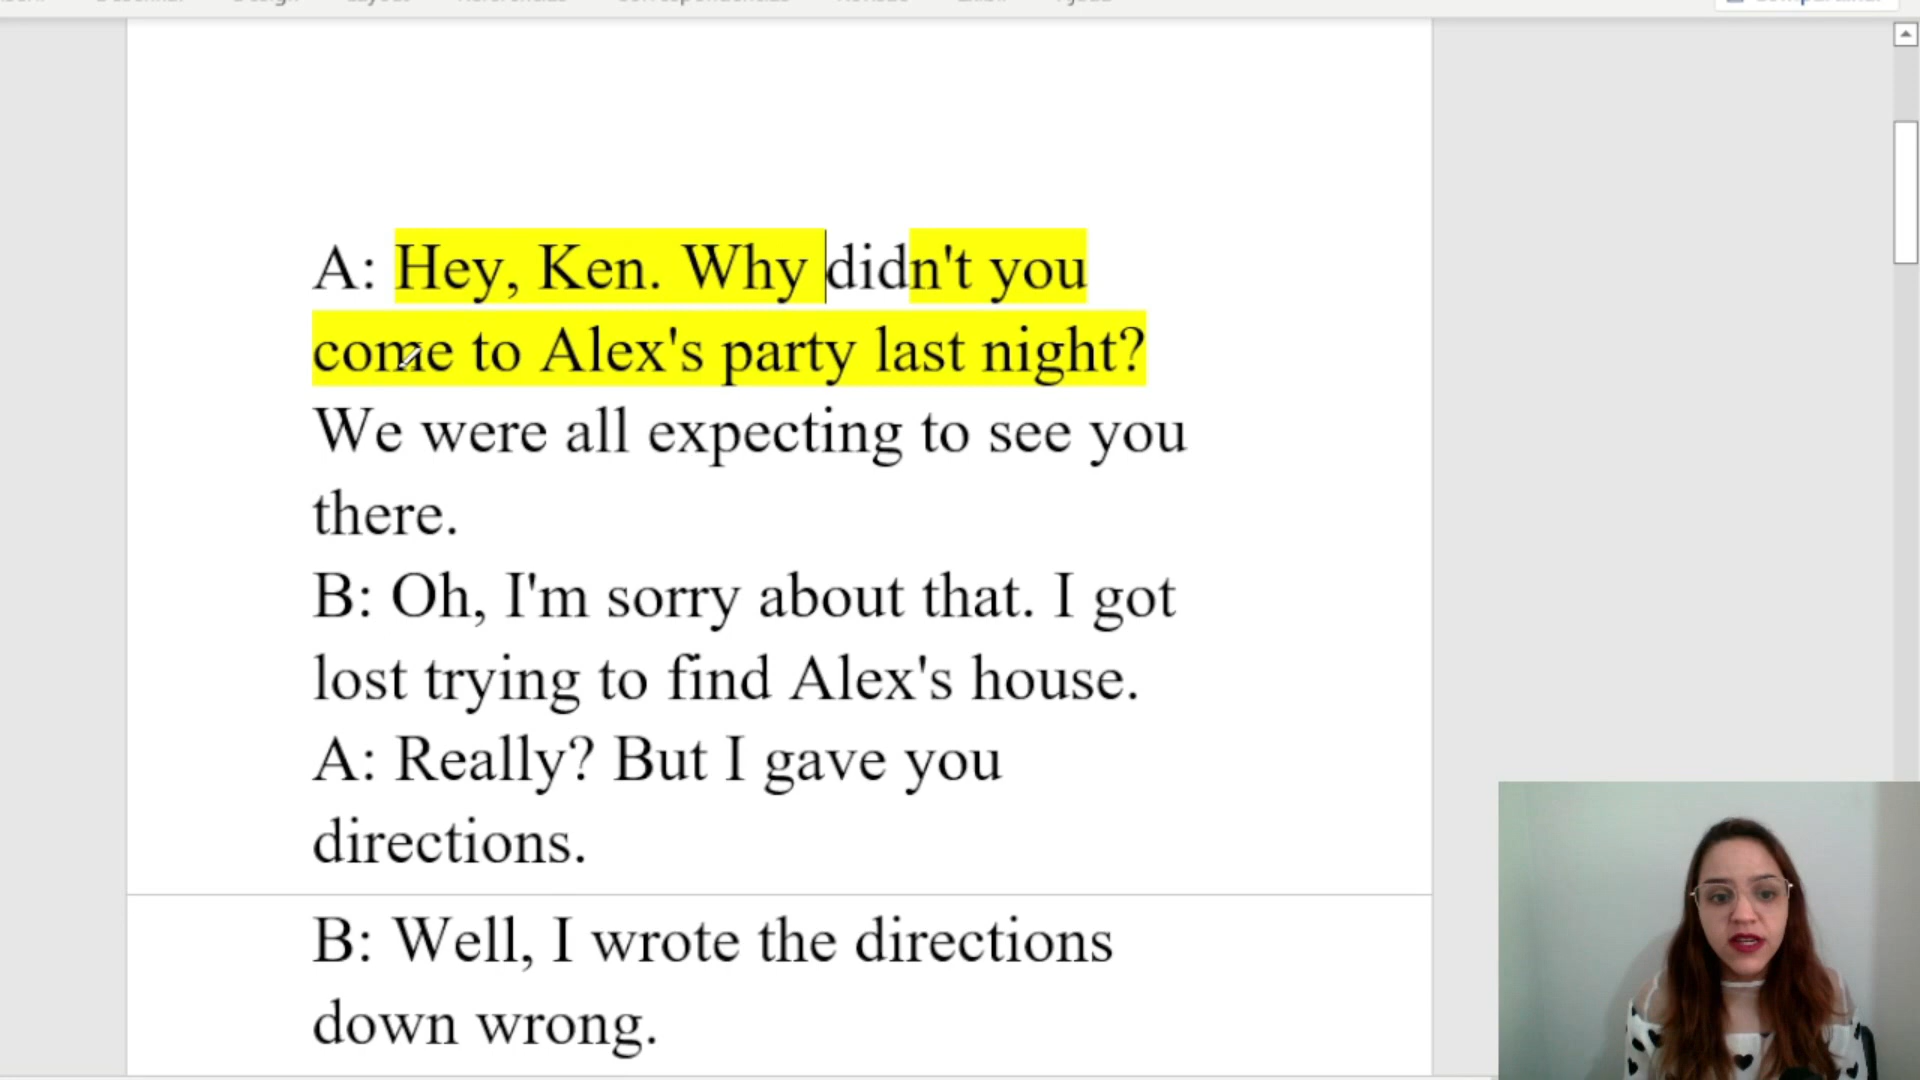 A: Hey, Ken. Why didn't you
come to Alex's party last night?
We were all expecting to see you
there.
B: Oh, I'm sorry about that. I got
lost trying to find Alex's house.
A: Really? But I gave you
directions.
B: Well, I wrote the directions
down wrong.